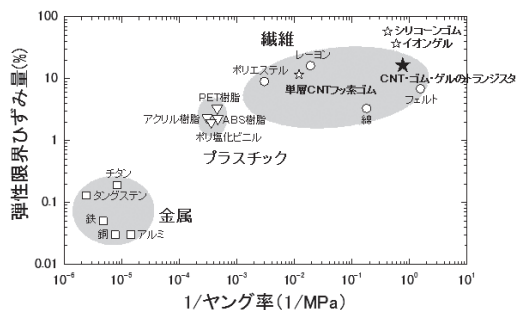 弾性限界ひずみ量(%)
100
10
1
0.1
0.01
繊維
☆シリコーンゴム
☆イオンゲル
レーヨン
ポリエステル
単層CNTフッ素ゴム
CNT・ゴム・ゲルのトランジスタ
フェルト
綿
PET樹脂
アクリル樹脂
ABS樹脂
ポリ塩化ビニル
プラスチック
チタン
タングステン
金属
鉄
銅
アルミ
10⁻⁶ 10⁻⁵ 10⁻⁴ 10⁻³ 10⁻² 10⁻¹ 10⁰ 10¹
1/ヤング率(1/MPa)